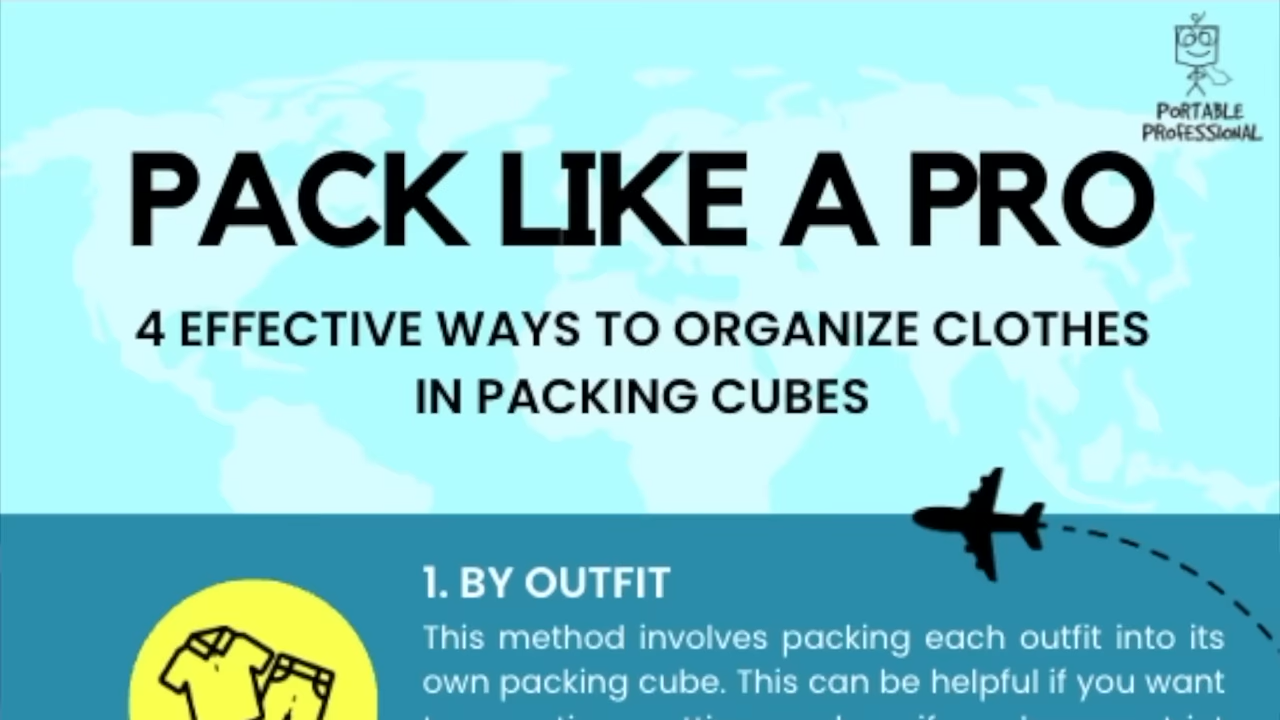 PORTABLE
PROFESSIONAL
PACK LIKE A PRO
4 EFFECTIVE WAYS TO ORGANIZE CLOTHES
IN PACKING CUBES
1. BY OUTFIT
This method involves packing each outfit into its
own packing cube. This can be helpful if you want